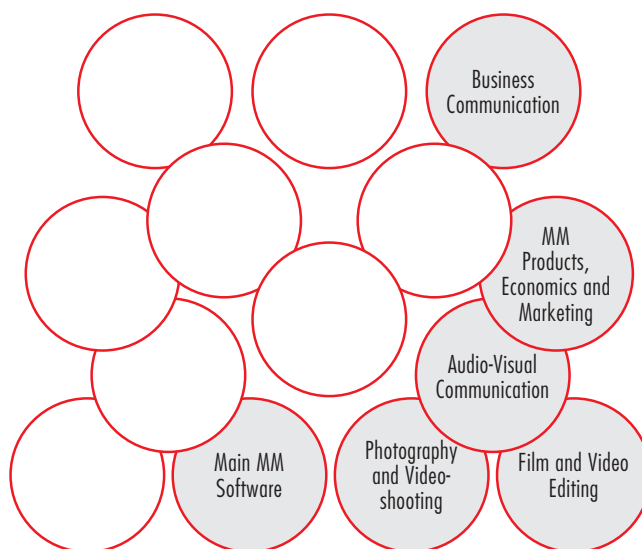 Business
Communication
MM
Products,
Economics and
Marketing
Audio-Visual
Communication
Main MM
Software
Photography
and Video-
shooting
Film and Video
Editing